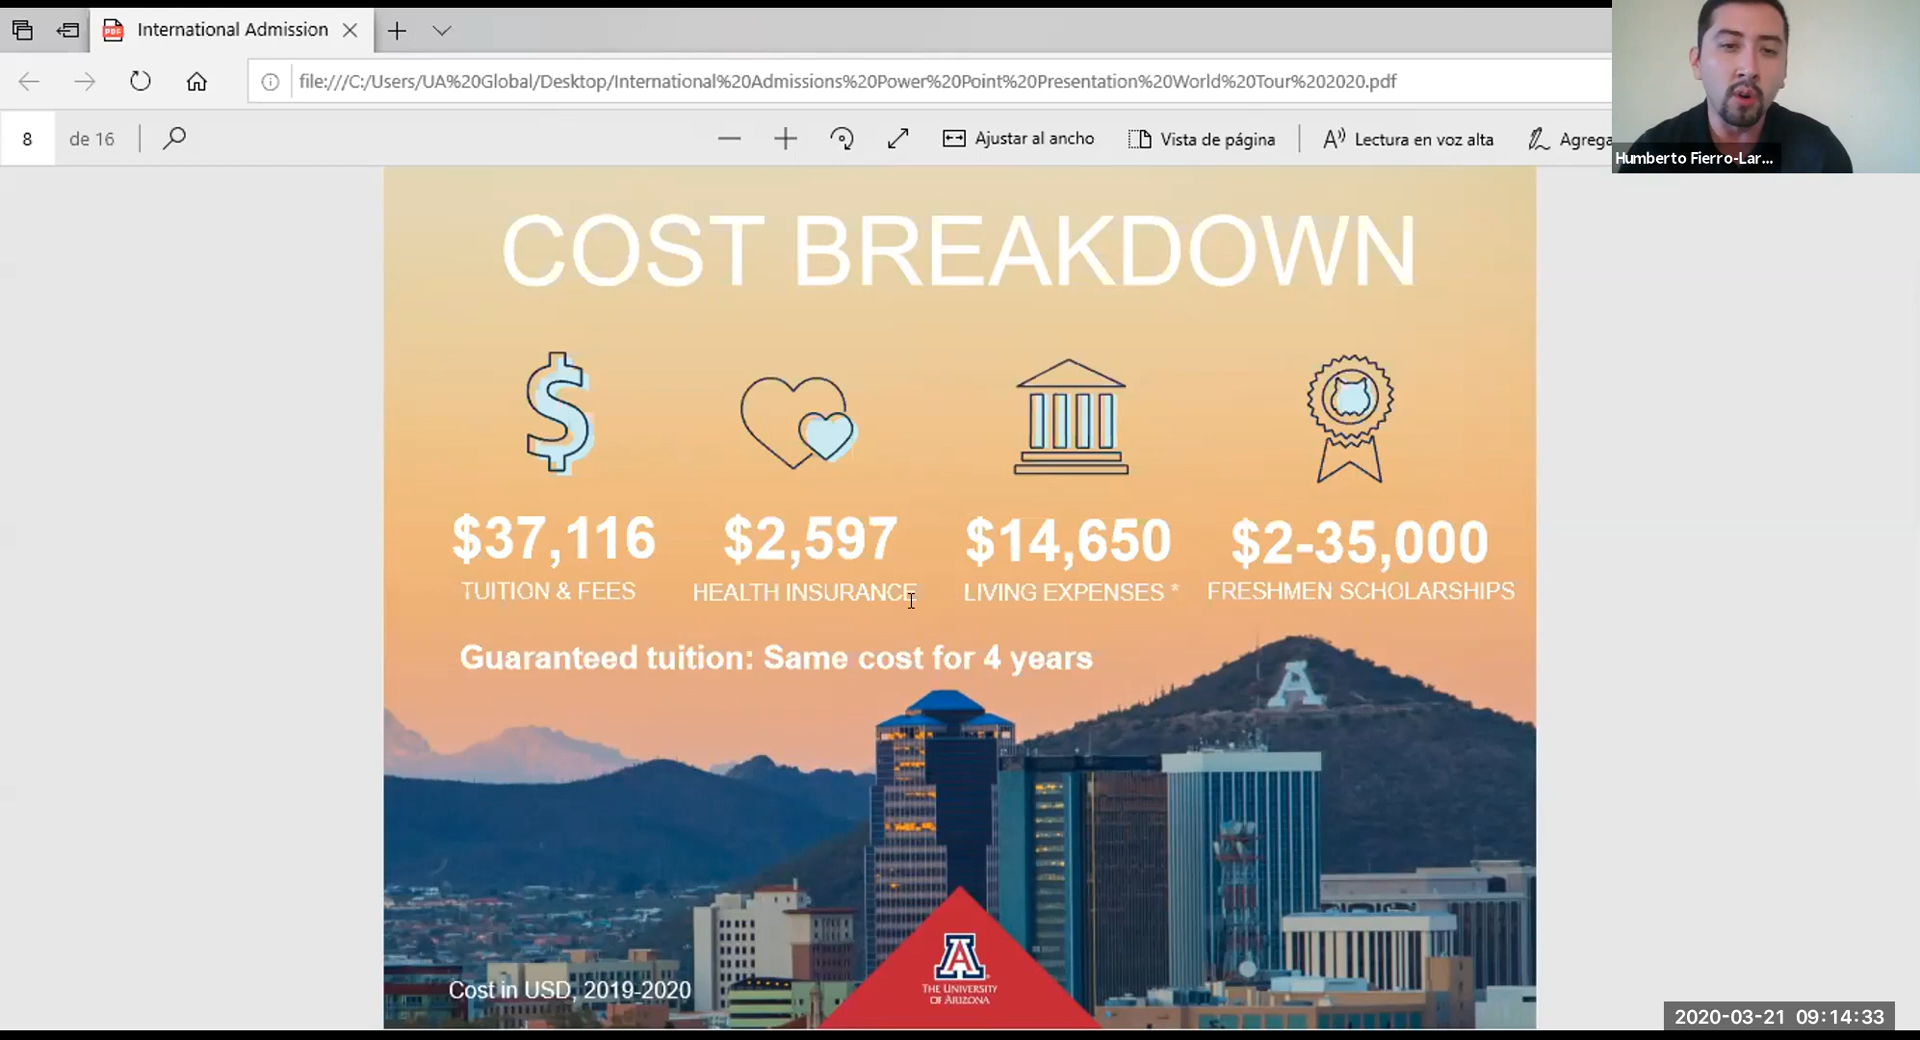 International Admission
PDF
file:///C:/Users/UA%20Global/Desktop/International%20Admissions%20Power%20Point%20Presentation%20World%20Tour%202020.pdf
8 de 16
Ajustar al ancho
Vista de página
Lectura en voz alta
Agrega
Humberto Fierro-Lar...
COST BREAKDOWN
$37,116 $2,597 $14,650 $2-35,000
TUITION & FEES HEALTH INSURANCE LIVING EXPENSES * FRESHMEN SCHOLARSHIPS
Guaranteed tuition: Same cost for 4 years
A
A
THE UNIVERSITY
OF ARIZONA
Cost in USD, 2019-2020
2020-03-21 09:14:33